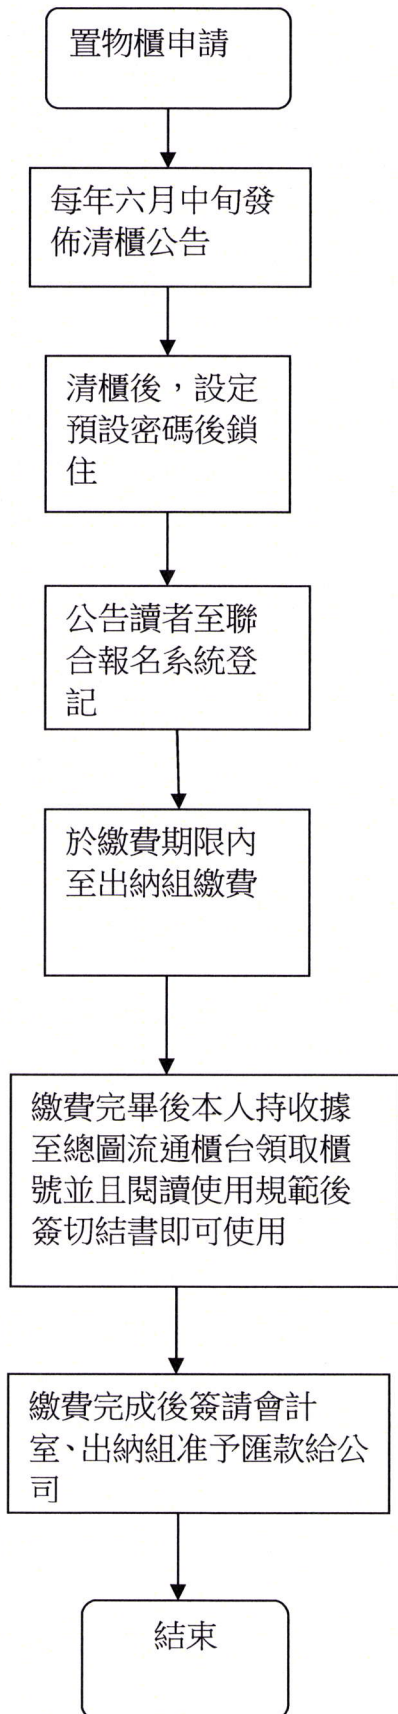 置物櫃申請
每年六月中旬發
佈清櫃公告
清櫃後，設定
預設密碼後鎖
住
公告讀者至聯
合報名系統登
記
於繳費期限內
至出納組繳費
繳費完畢後本人持收據
至總圖流通櫃台領取櫃
號並且閱讀使用規範後
簽切結書即可使用
繳費完成後簽請會計
室、出納組准予匯款給公
司
結束